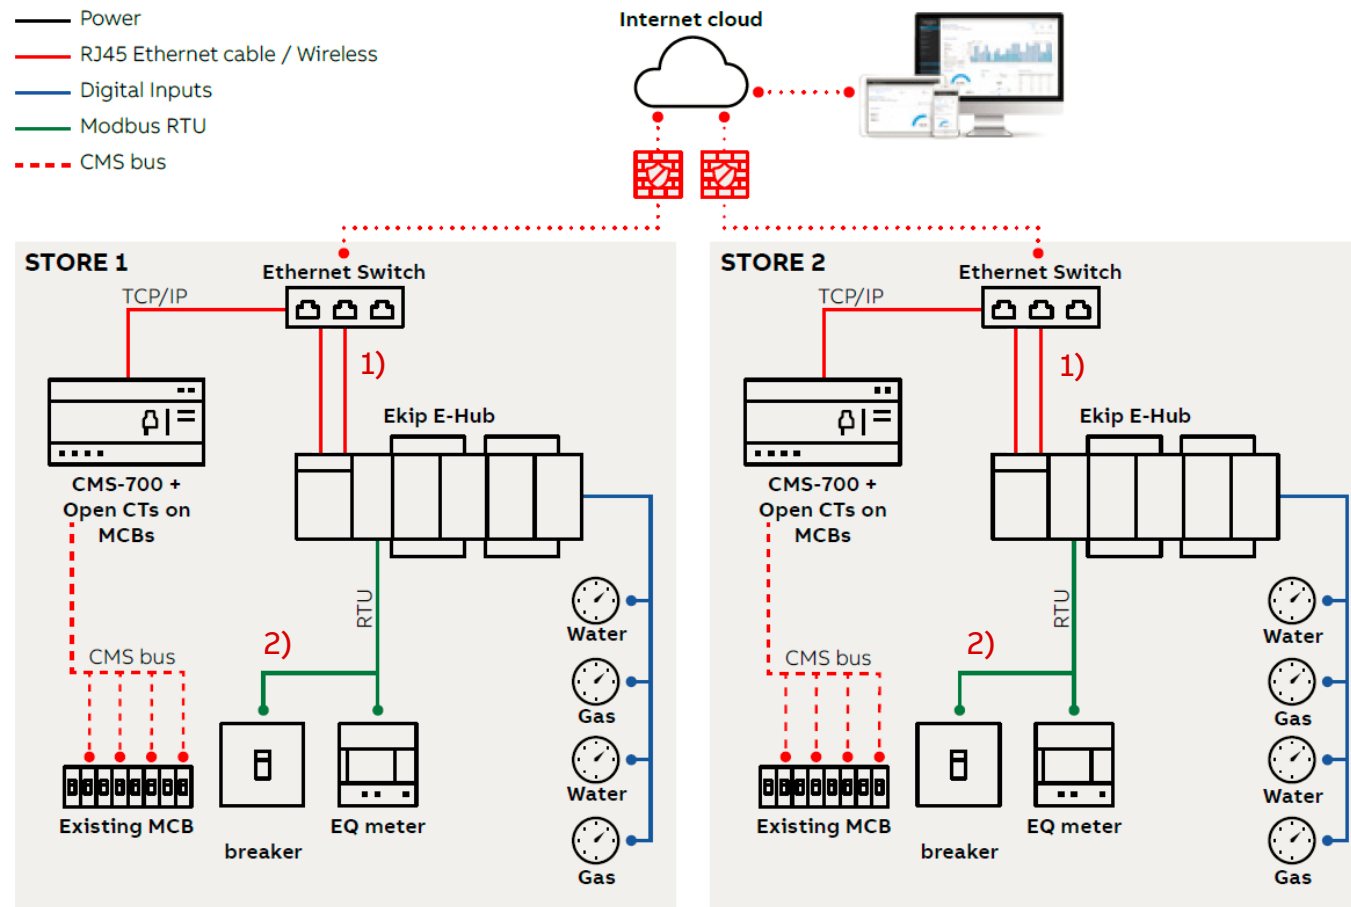 Power
RJ45 Ethernet cable / Wireless
Digital Inputs
Modbus RTU
CMS bus
Internet cloud
STORE 1
Ethernet Switch
TCP/IP
1)
Ekip E-Hub
CMS-700 +
Open CTs on
MCBs
RTU
2)
CMS bus
Water
Gas
Water
Gas
Existing MCB
breaker
EQ meter
STORE 2
Ethernet Switch
TCP/IP
1)
Ekip E-Hub
CMS-700 +
Open CTs on
MCBs
RTU
2)
CMS bus
Water
Gas
Water
Gas
Existing MCB
breaker
EQ meter